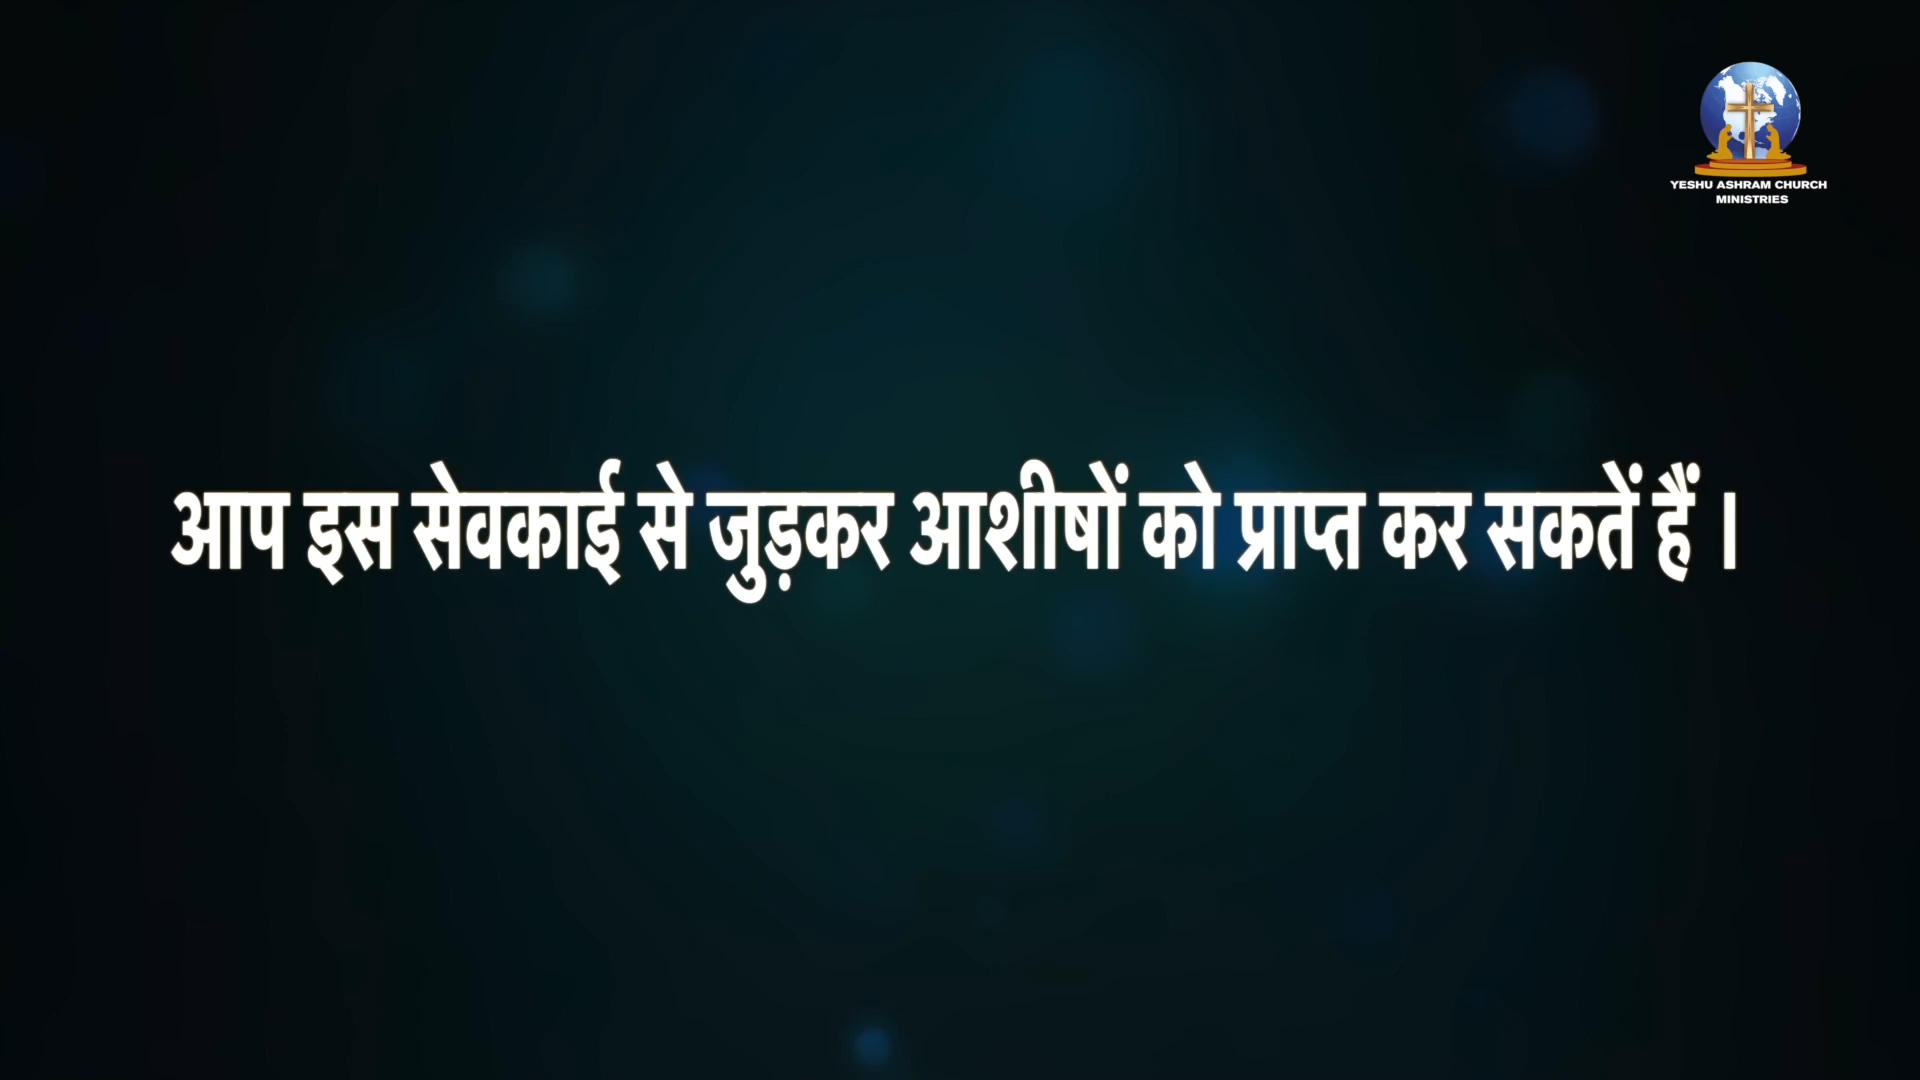 YESHU ASHRAM CHURCH
MINISTRIES
आप इस सेवकाई से जुड़कर आशीषों को प्राप्त कर सकतें हैं ।